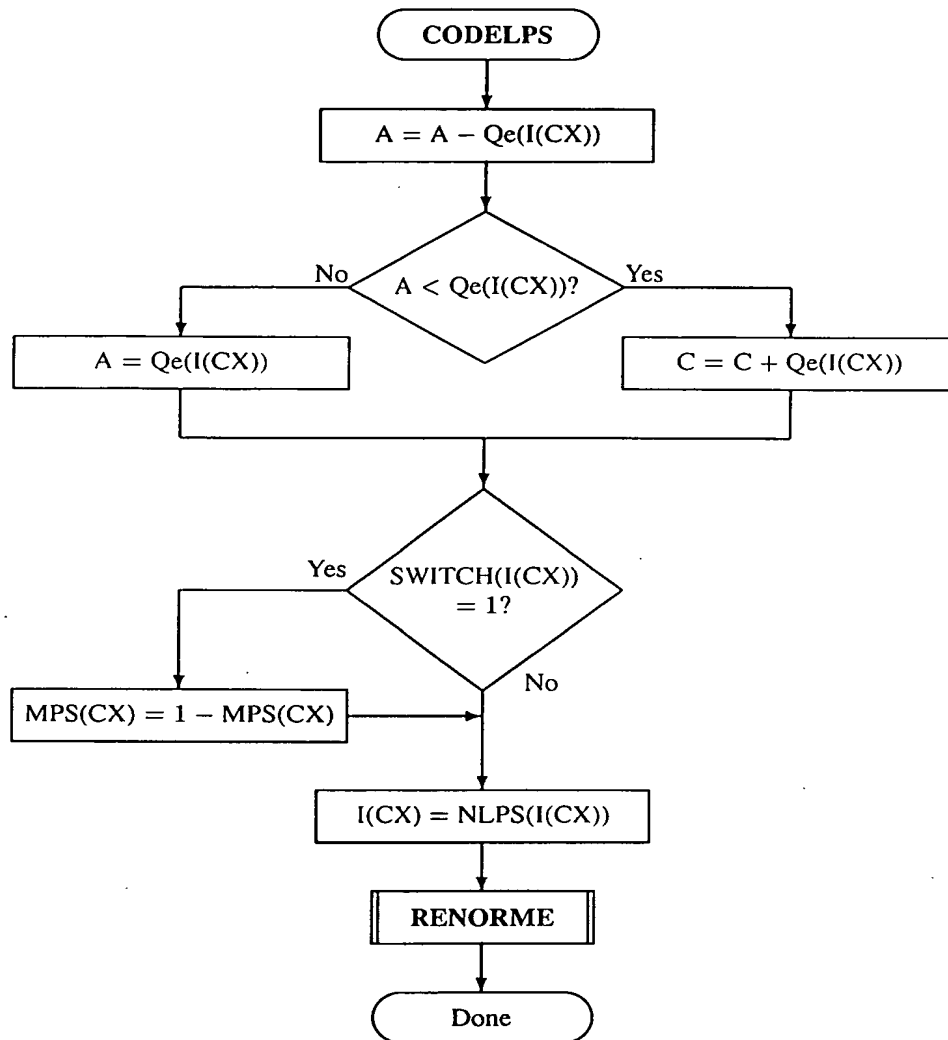 CODELPS
A = A − Qe(I(CX))
No
A < Qe(I(CX))?
Yes
A = Qe(I(CX))
C = C + Qe(I(CX))
Yes
SWITCH(I(CX))
= 1?
No
MPS(CX) = 1 − MPS(CX)
I(CX) = NLPS(I(CX))
RENORME
Done